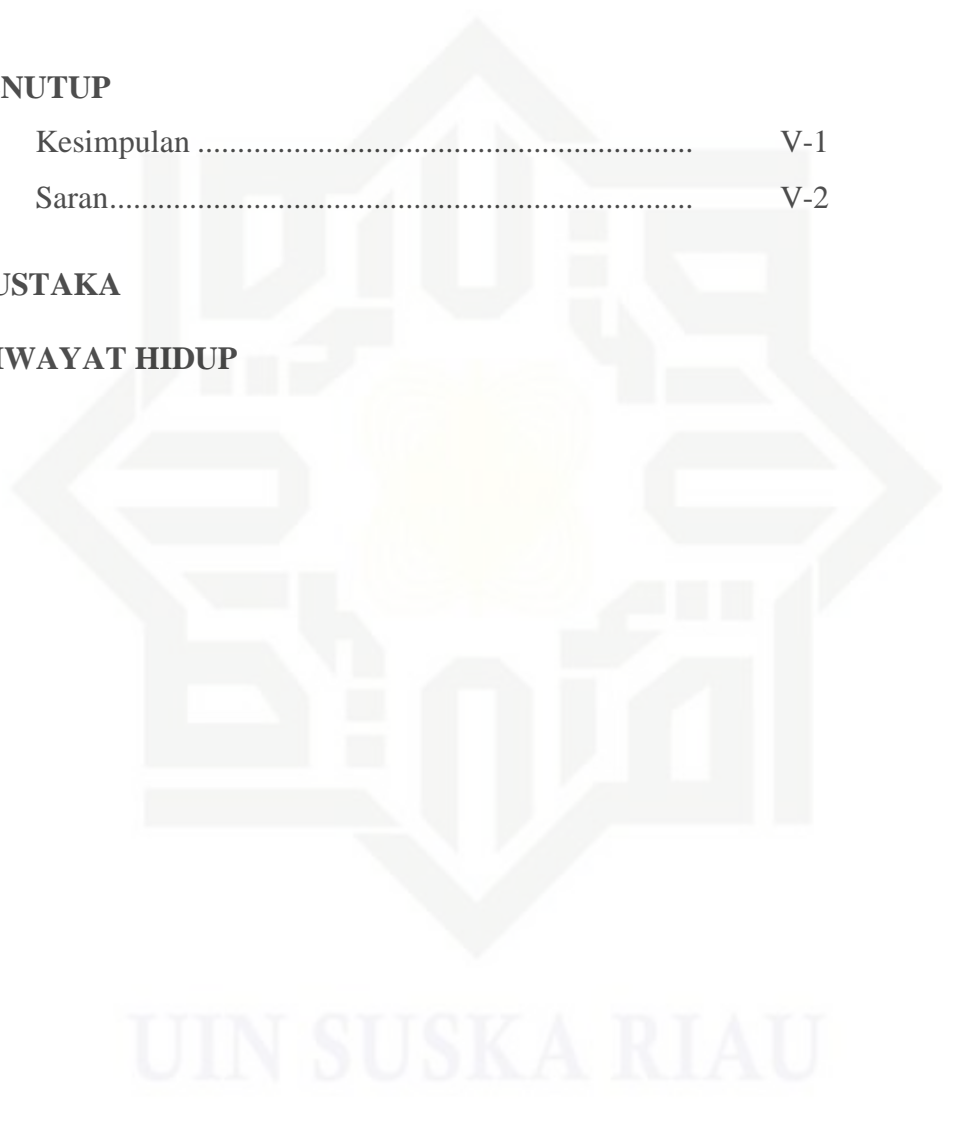 NUTUP
Kesimpulan ............................................................. V-1
Saran........................................................................ V-2
USTAKA
IWAYAT HIDUP
UIN SUSKA RIAU